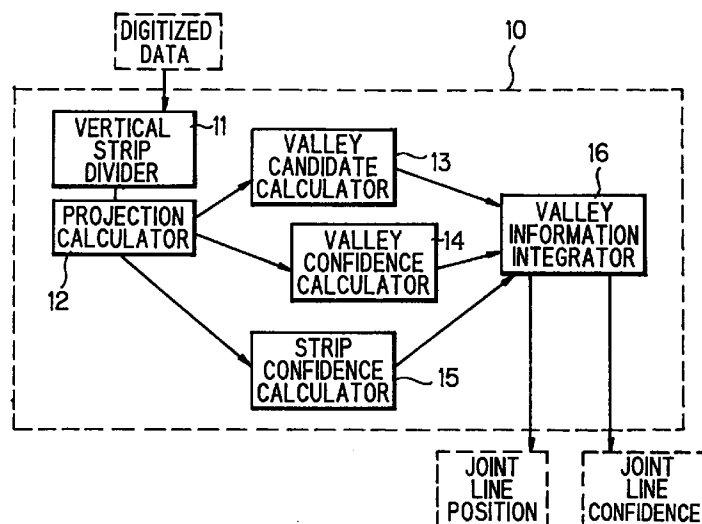 DIGITIZED
DATA
10
VERTICAL
STRIP
DIVIDER
11
PROJECTION
CALCULATOR
12
VALLEY
CANDIDATE
CALCULATOR
13
VALLEY
CONFIDENCE
CALCULATOR
14
STRIP
CONFIDENCE
CALCULATOR
15
16
VALLEY
INFORMATION
INTEGRATOR
JOINT
LINE
POSITION
JOINT
LINE
CONFIDENCE